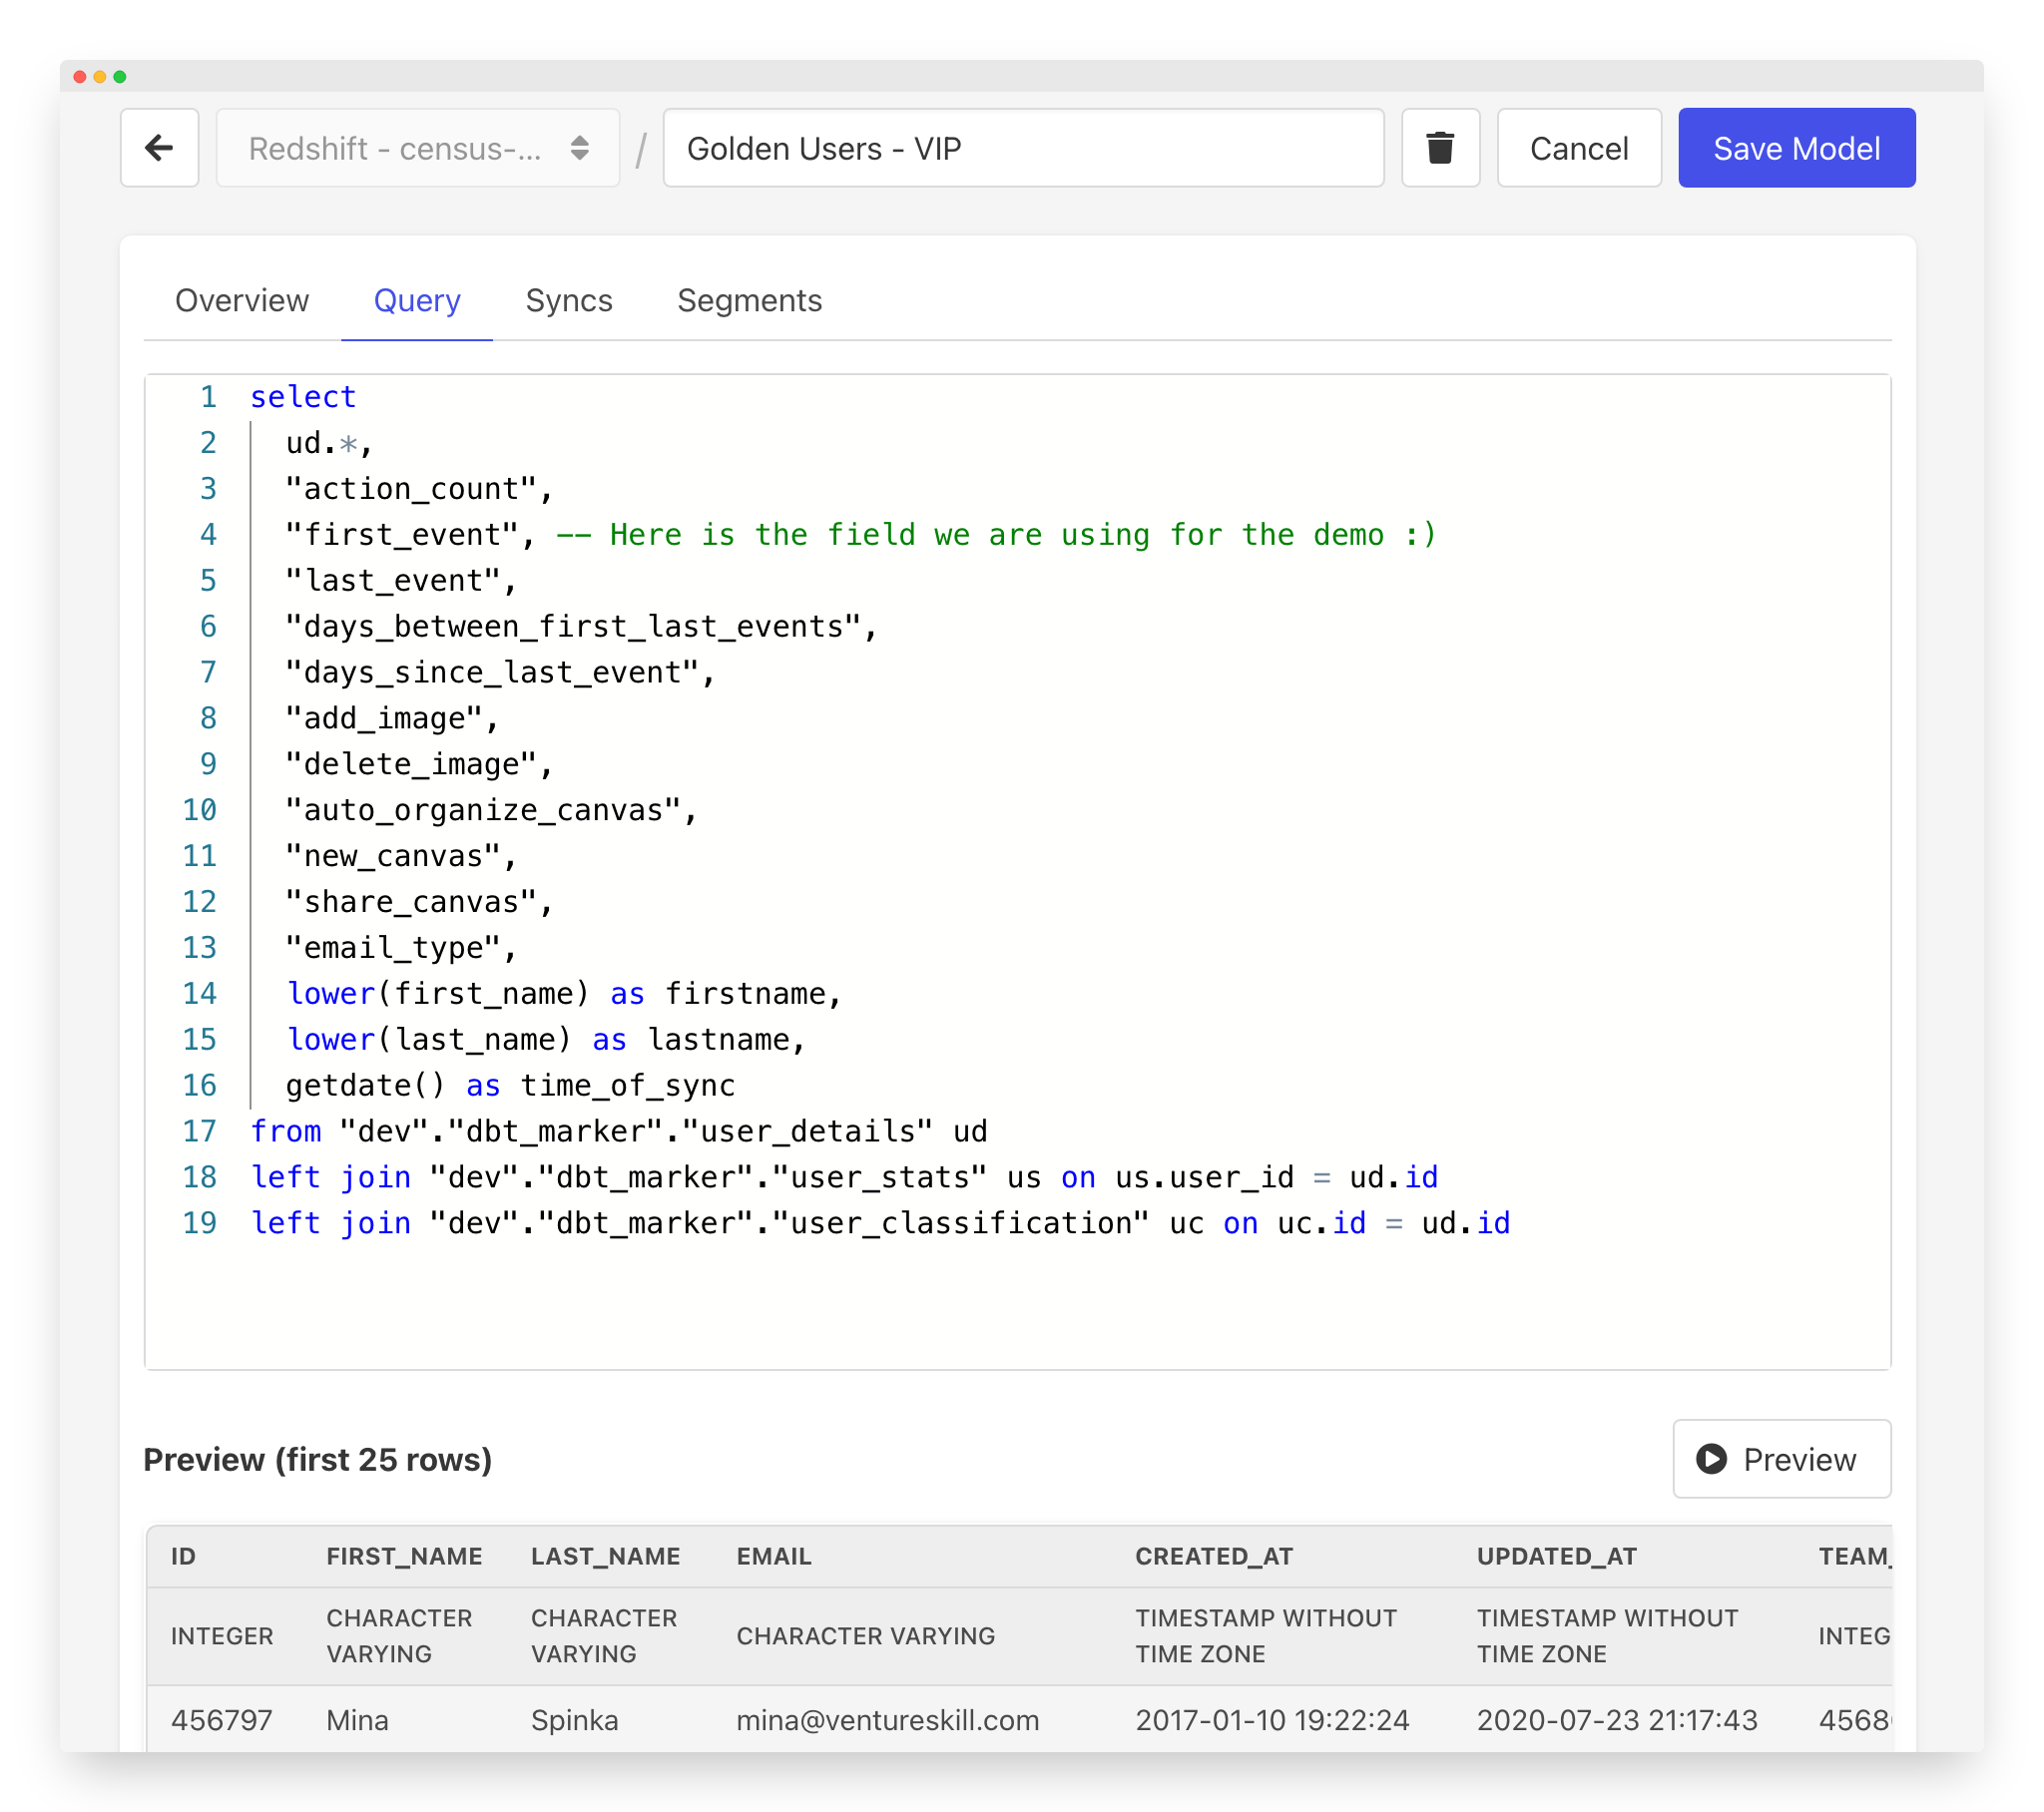 Redshift - census-... / Golden Users - VIP Cancel Save Model
Overview Query Syncs Segments
1 select
2 ud.*,
3 "action_count",
4 "first_event", -- Here is the field we are using for the demo :)
5 "last_event",
6 "days_between_first_last_events",
7 "days_since_last_event",
8 "add_image",
9 "delete_image",
10 "auto_organize_canvas",
11 "new_canvas",
12 "share_canvas",
13 "email_type",
14 lower(first_name) as firstname,
15 lower(last_name) as lastname,
16 getdate() as time_of_sync
17 from "dev"."dbt_marker"."user_details" ud
18 left join "dev"."dbt_marker"."user_stats" us on us.user_id = ud.id
19 left join "dev"."dbt_marker"."user_classification" uc on uc.id = ud.id
Preview (first 25 rows) Preview
ID FIRST_NAME LAST_NAME EMAIL CREATED_AT UPDATED_AT TEAM_
INTEGER CHARACTER VARYING CHARACTER VARYING CHARACTER VARYING TIMESTAMP WITHOUT TIME ZONE TIMESTAMP WITHOUT TIME ZONE INTEG
456797 Mina Spinka mina@ventureskill.com 2017-01-10 19:22:24 2020-07-23 21:17:43 4568